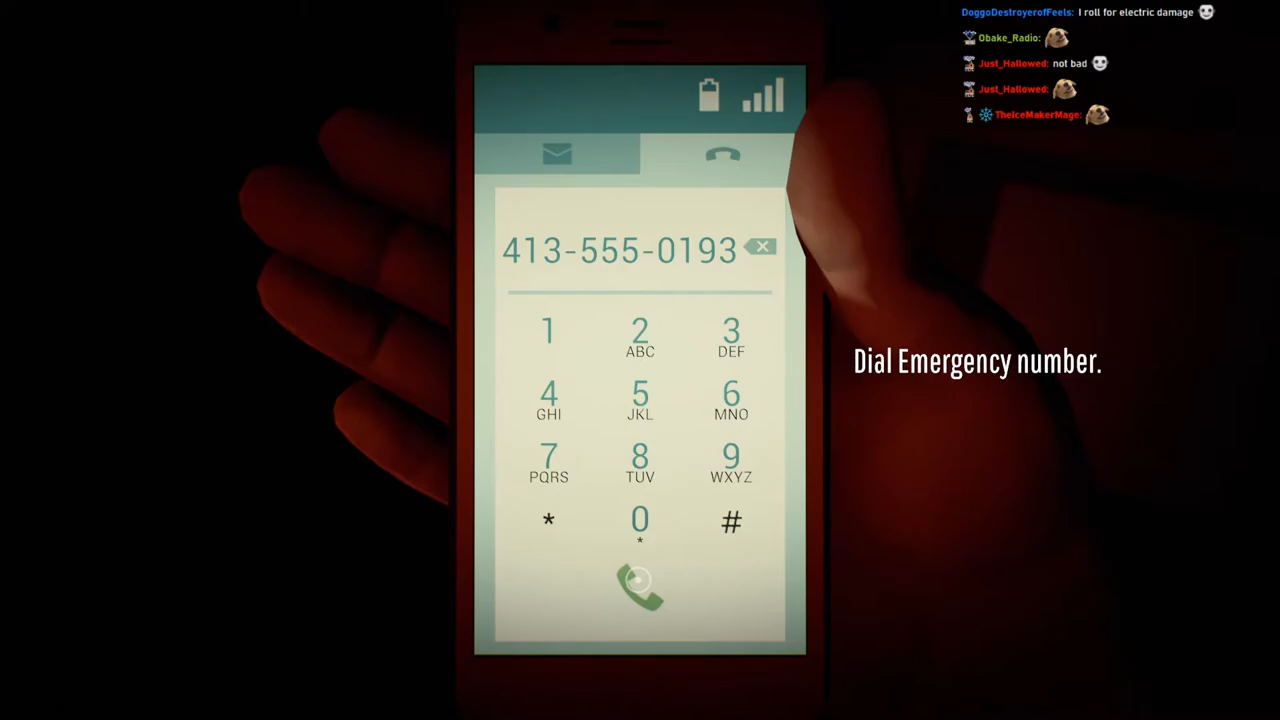 DoggoDestroyerofFeels: I roll for electric damage
Obake_Radio:
Just_Hallowed: not bad
Just_Hallowed:
TheIceMakerMage:
413-555-0193
Dial Emergency number.
1 2 3
ABC DEF
4 5 6
GHI JKL MNO
7 8 9
PQRS TUV WXYZ
* 0 #
*